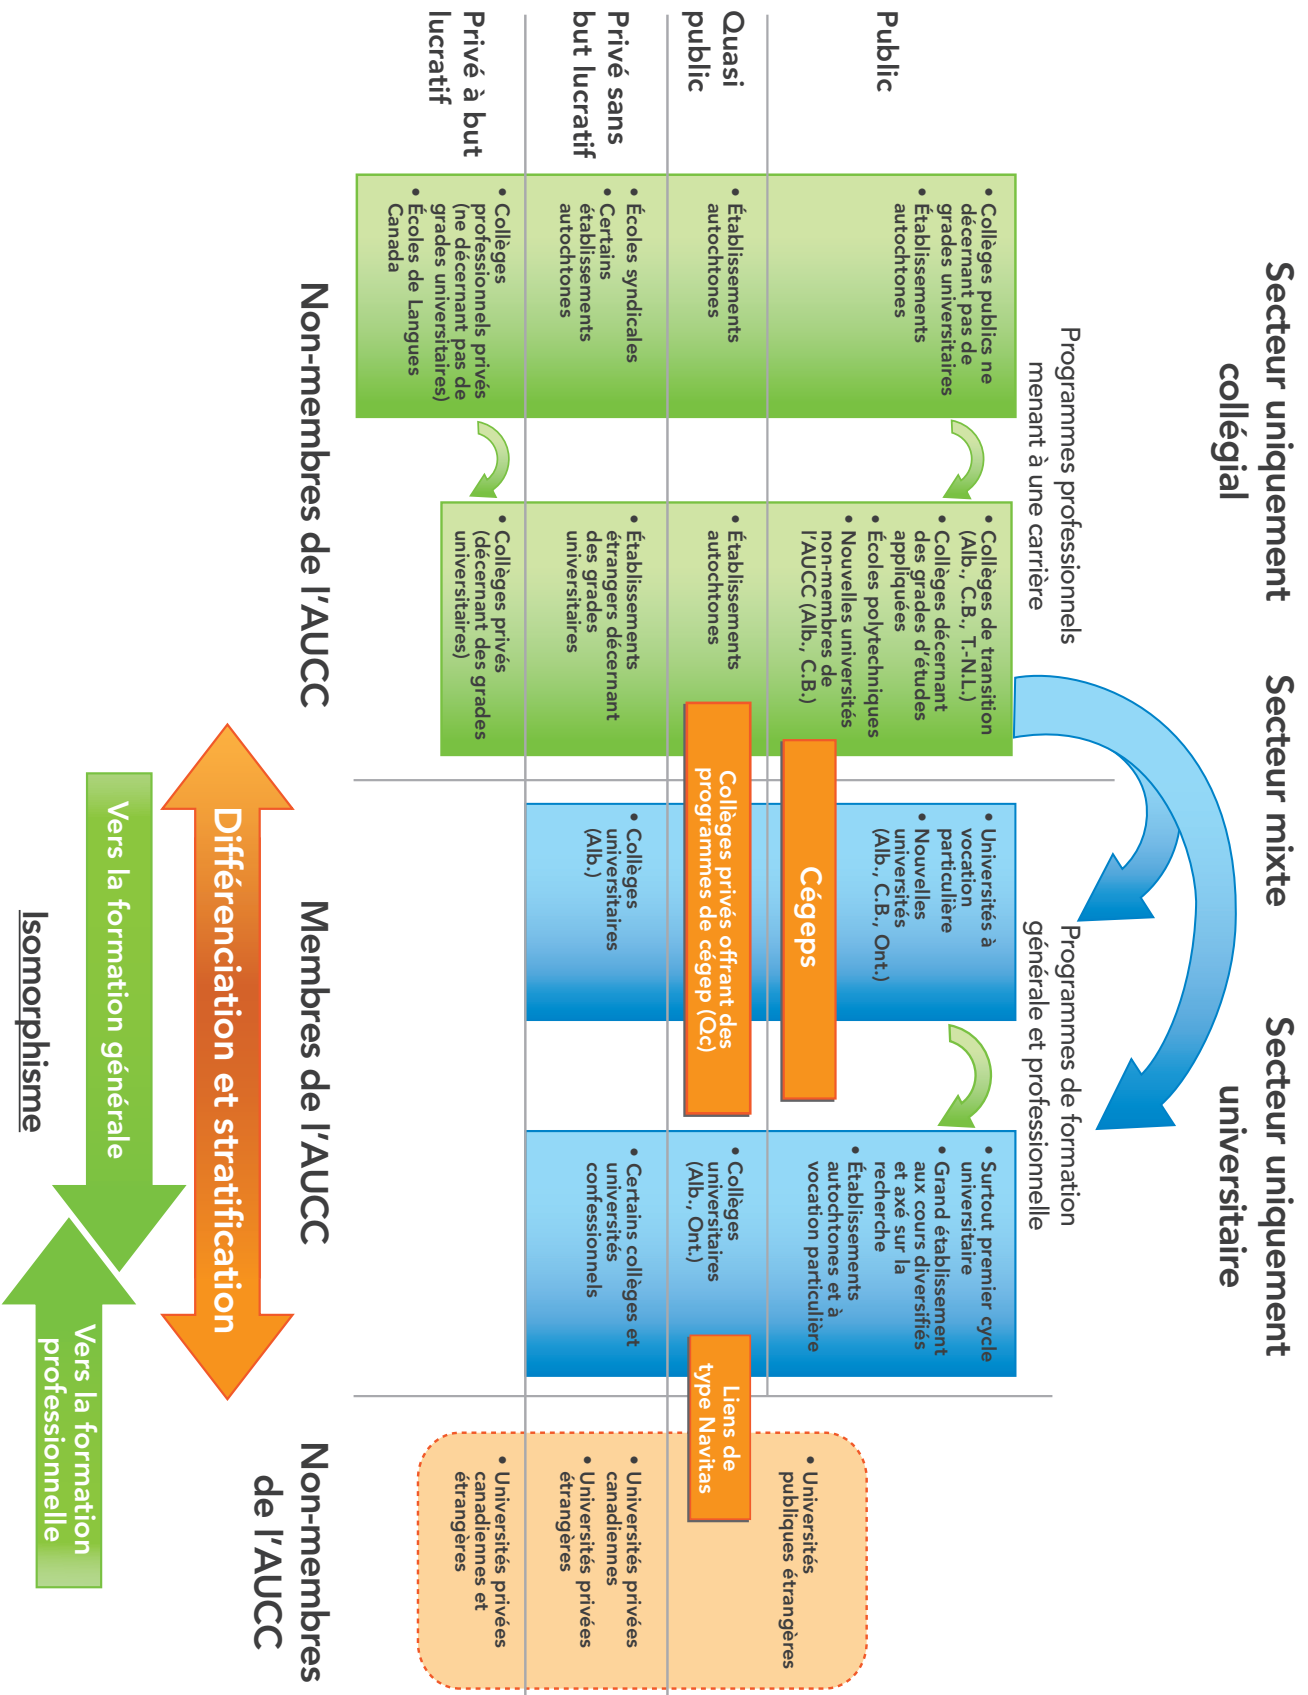 Secteur uniquement
collégial
Secteur mixte
Secteur uniquement
universitaire
Programmes professionnels
menant à une carrière
Programmes de formation
générale et professionnelle
Public
• Collèges publics ne
décernant pas de
grades universitaires
• Établissements
autochtones
• Collèges de transition
(Alb., C.B., T.-N.L.)
• Collèges décernant
des grades d'études
appliquées
• Écoles polytechniques
• Nouvelles universités
non-membres de
l'AUCC (Alb., C.B.)
Cégeps
• Universités à
vocation
particulière
• Nouvelles
universités
(Alb., C.B., Ont.)
• Surtout premier cycle
universitaire
• Grand établissement
aux cours diversifiés
et axé sur la
recherche
• Établissements
autochtones et à
vocation particulière
• Universités
publiques étrangères
Quasi
public
• Établissements
autochtones
• Établissements
autochtones
Collèges privés offrant des
programmes de cégep (Qc)
• Collèges
universitaires
(Alb., Ont.)
Liens de
type Navitas
Privé sans
but lucratif
• Écoles syndicales
• Certains
établissements
autochtones
• Établissements
étrangers décernant
des grades
universitaires
• Collèges
universitaires
(Alb.)
• Certains collèges et
universités
confessionnels
• Universités privées
canadiennes
• Universités privées
étrangères
Privé à but
lucratif
• Collèges
professionnels privés
(ne décernant pas de
grades universitaires)
• Écoles de Langues
Canada
• Collèges privés
(décernant des grades
universitaires)
• Universités privées
canadiennes et
étrangères
Non-membres de l'AUCC
Membres de l'AUCC
Non-membres
de l'AUCC
Différenciation et stratification
Vers la formation générale
Vers la formation
professionnelle
Isomorphisme